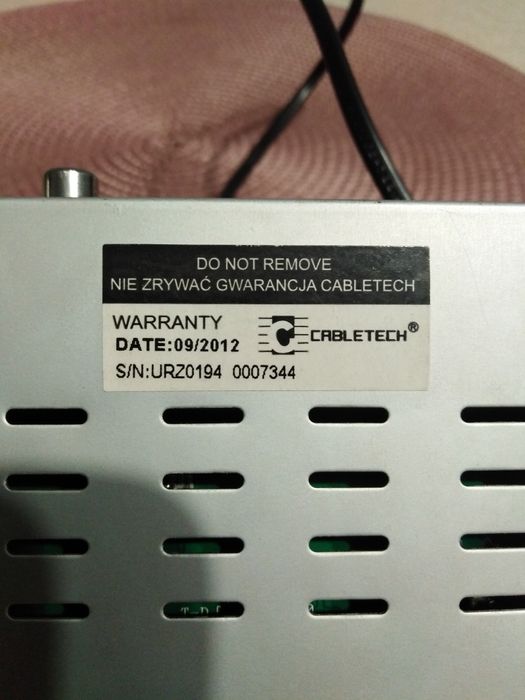 DO NOT REMOVE
NIE ZRYWAĆ GWARANCJA CABLETECH
WARRANTY
DATE:09/2012
C CABLETECH®
S/N:URZ0194 0007344